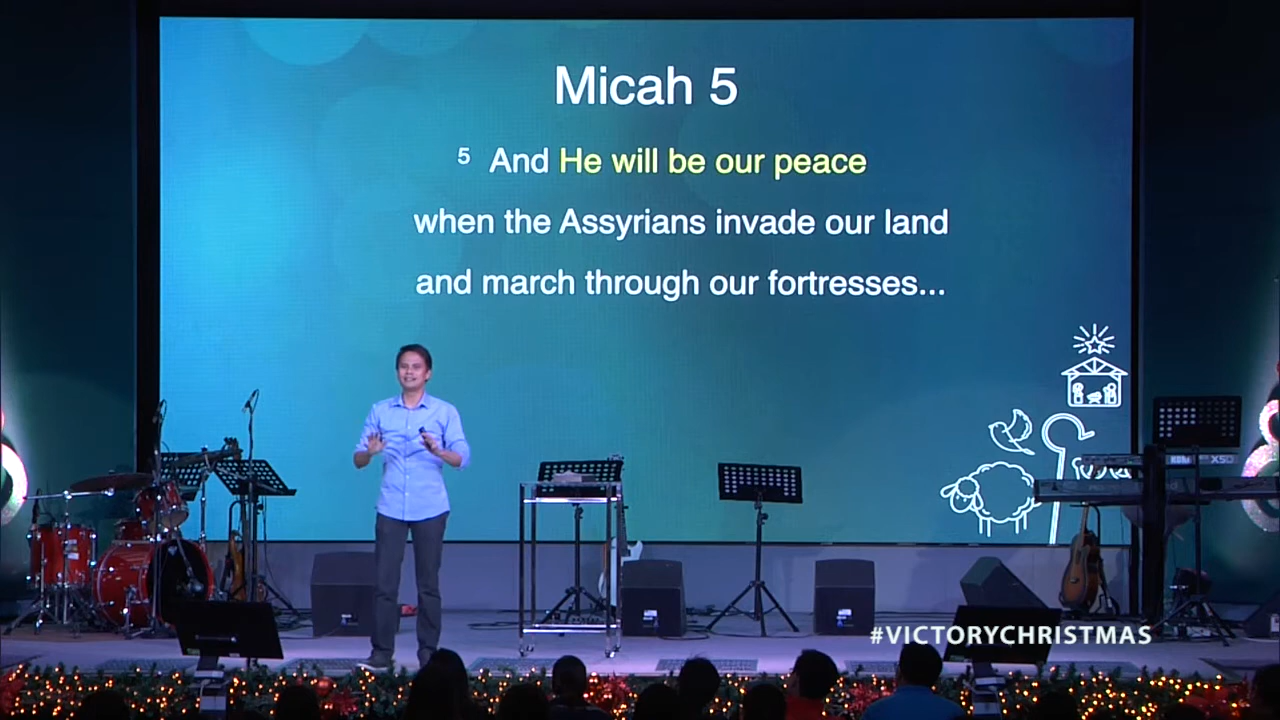 Micah 5
5 And He will be our peace
when the Assyrians invade our land
and march through our fortresses...
#VICTORYCHRISTMAS